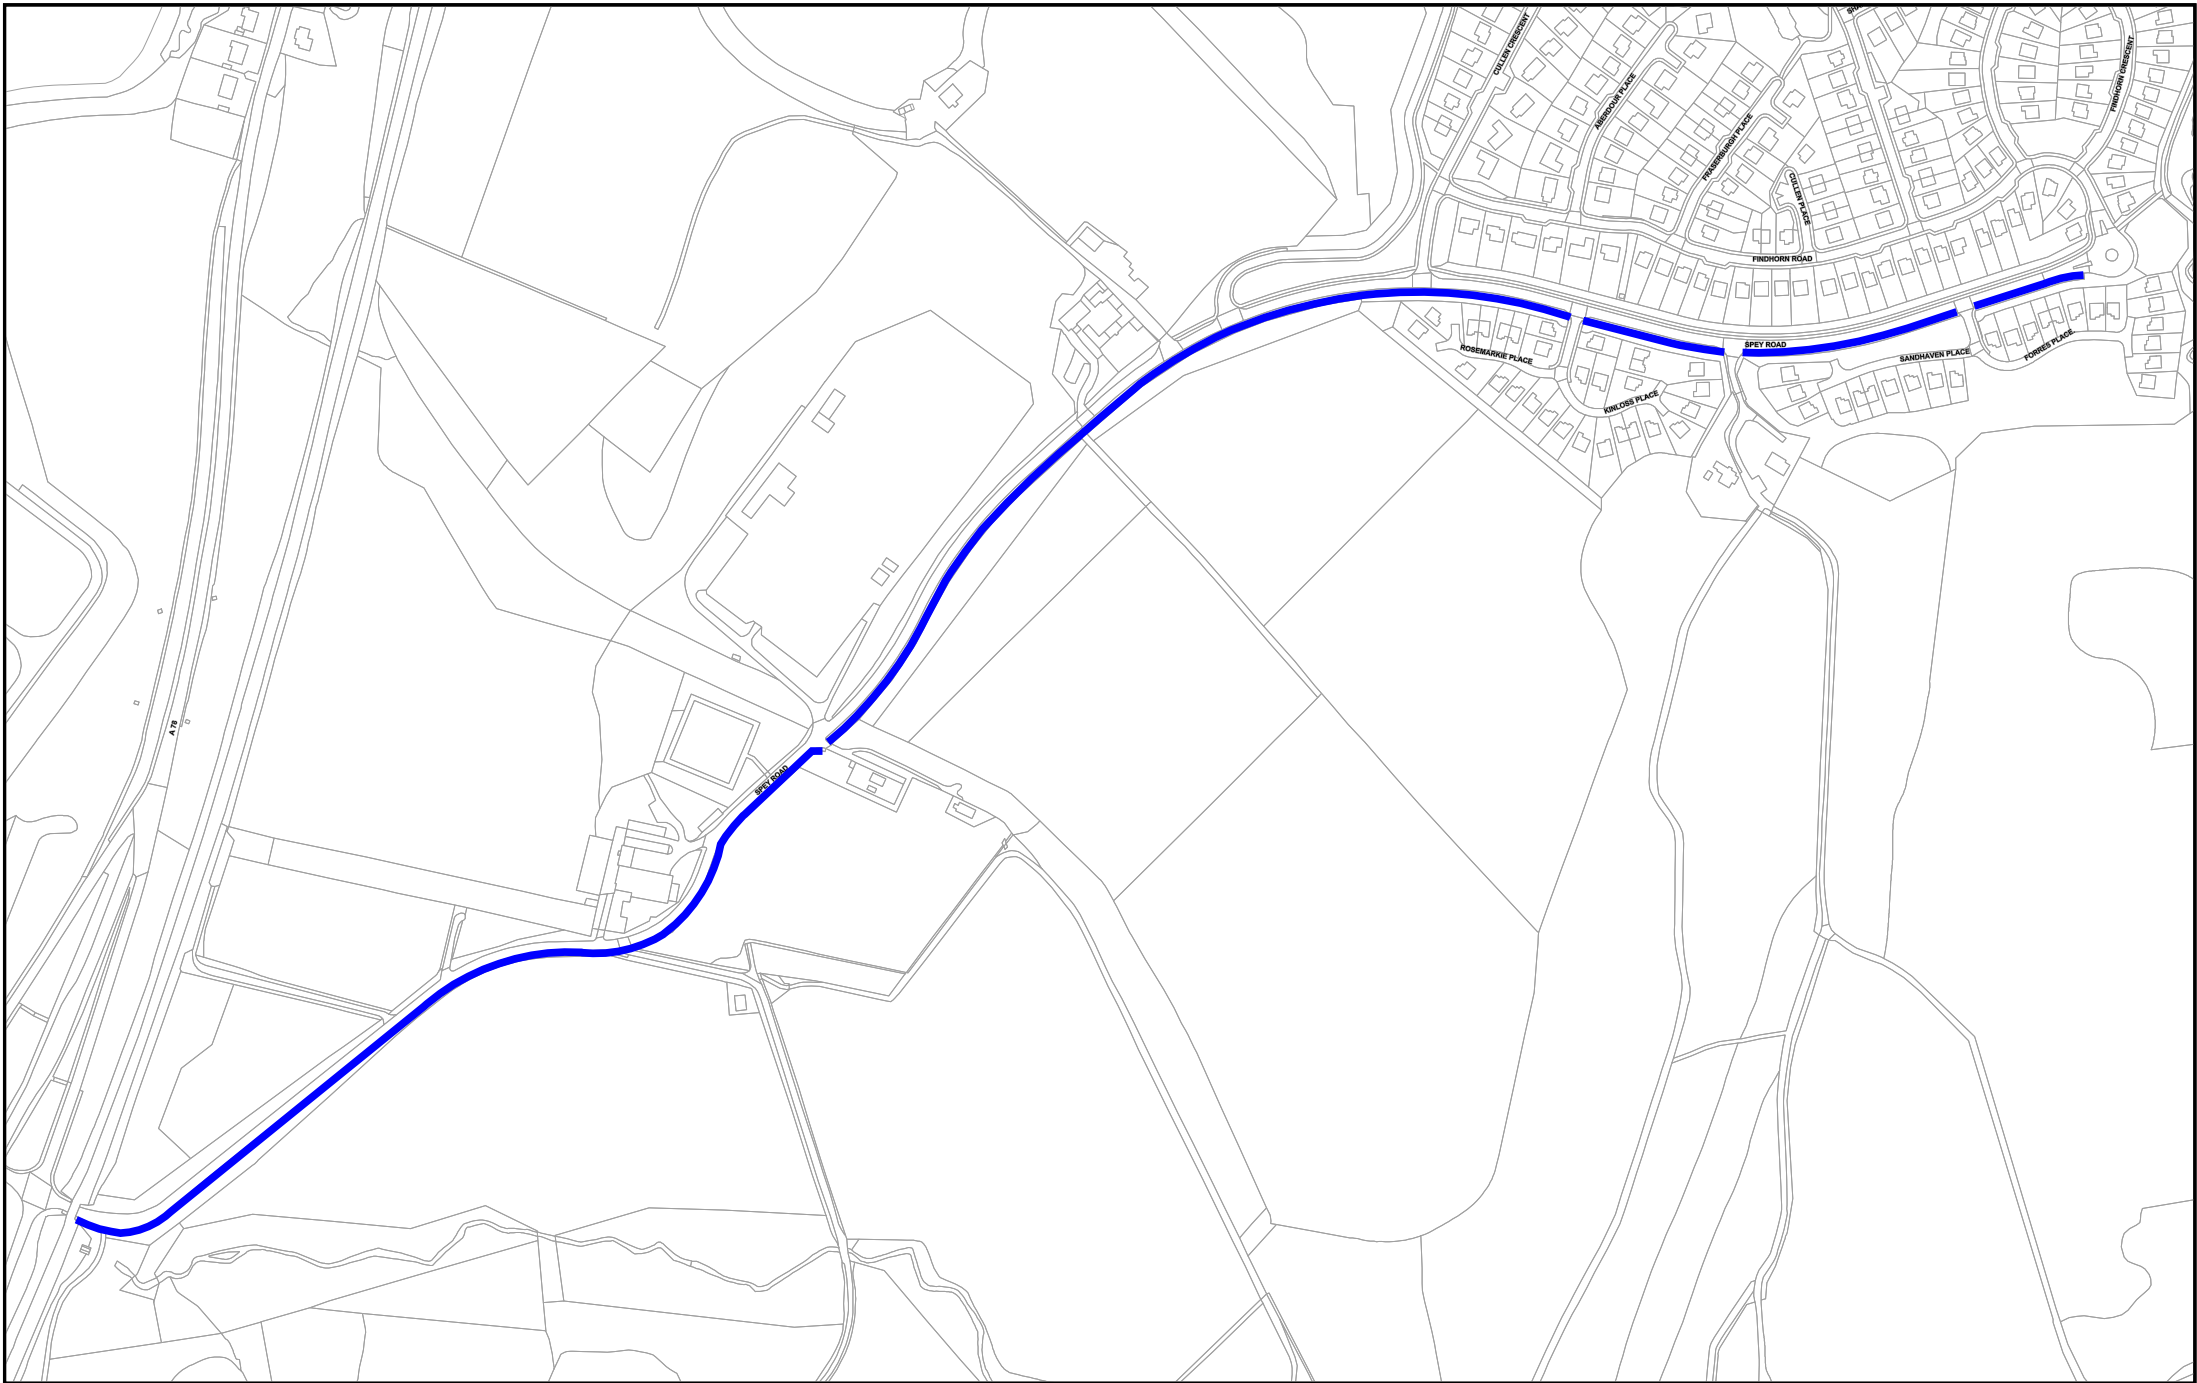 CULLEN CRESCENT
FINDHORN CRESCENT
ABERDOUR PLACE
FRASERBURGH PLACE
CULLEN PLACE
FINDHORN ROAD
SPEY ROAD
ROSEMARKIE PLACE
SANDHAVEN PLACE
FORRES PLACE
KINLOSS PLACE
A 78
SPEY ROAD